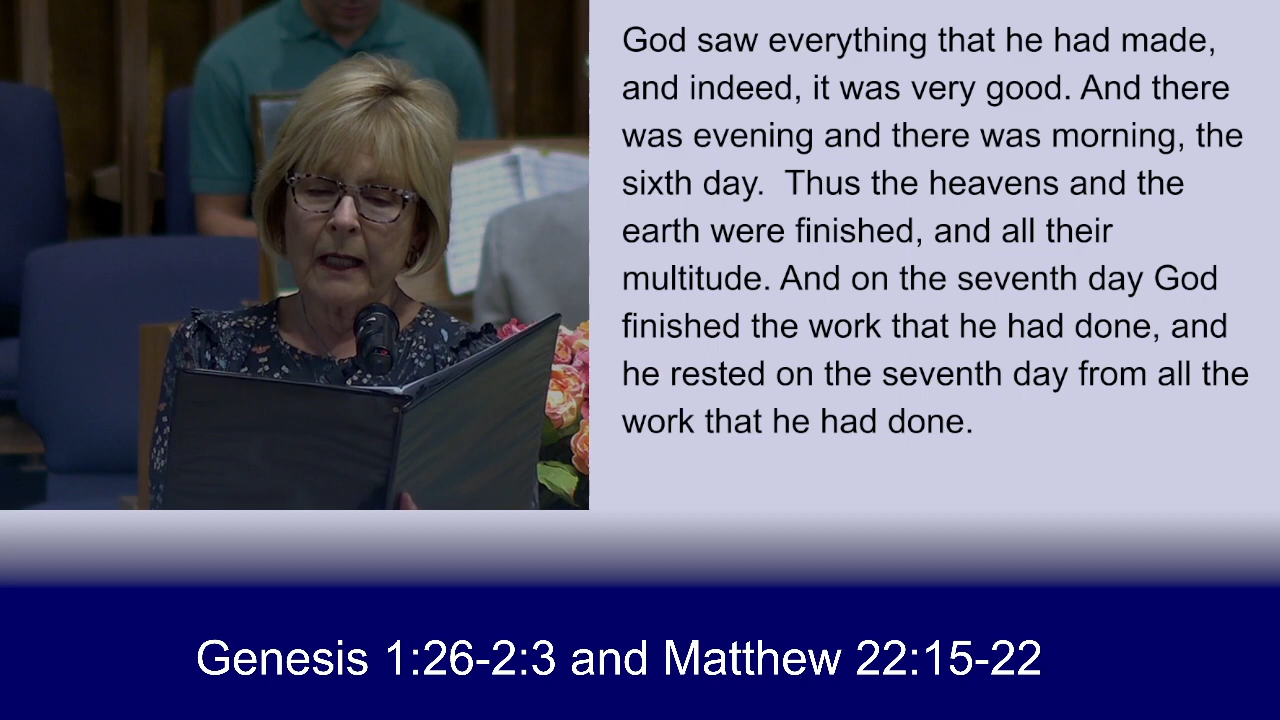 God saw everything that he had made,
and indeed, it was very good. And there
was evening and there was morning, the
sixth day.  Thus the heavens and the
earth were finished, and all their
multitude. And on the seventh day God
finished the work that he had done, and
he rested on the seventh day from all the
work that he had done.
Genesis 1:26-2:3 and Matthew 22:15-22